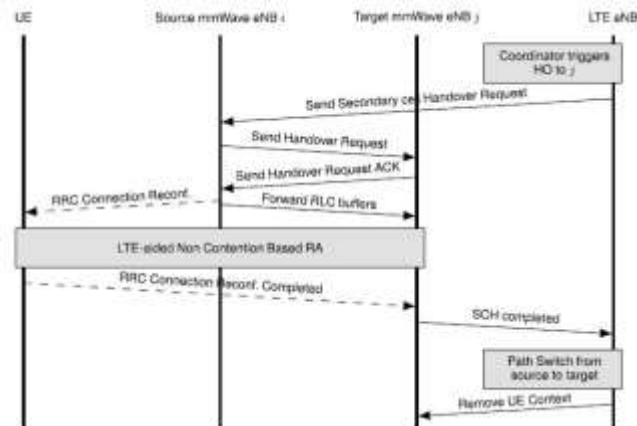 UE
Source mmWave eNB i
Target mmWave eNB j
LTE eNB
Coordinator triggers
HO to j
Send Secondary cell Handover Request
Send Handover Request
Send Handover Request ACK
RRC Connection Reconf.
Forward RLC buffers
LTE-aided Non Contention Based RA
RRC Connection Reconf. Completed
SCH completed
Path Switch from
source to target
Remove UE Context